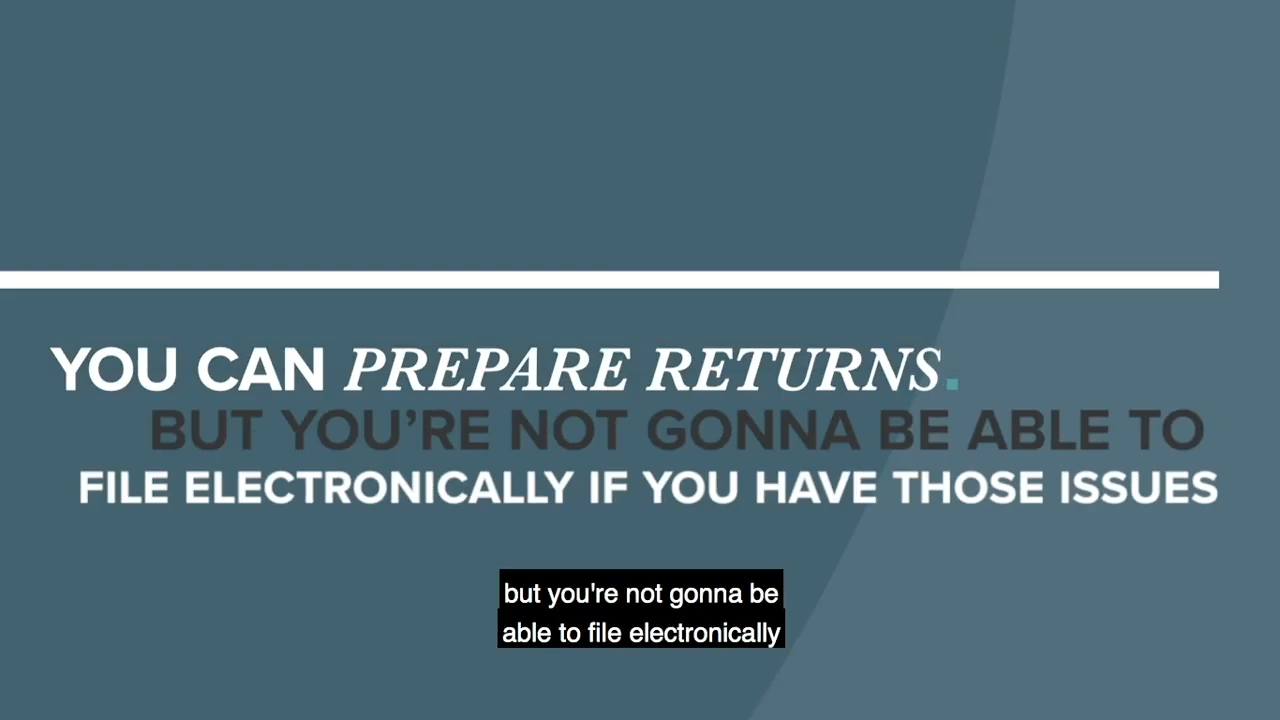 YOU CAN PREPARE RETURNS.
BUT YOU’RE NOT GONNA BE ABLE TO
FILE ELECTRONICALLY IF YOU HAVE THOSE ISSUES
but you're not gonna be
able to file electronically